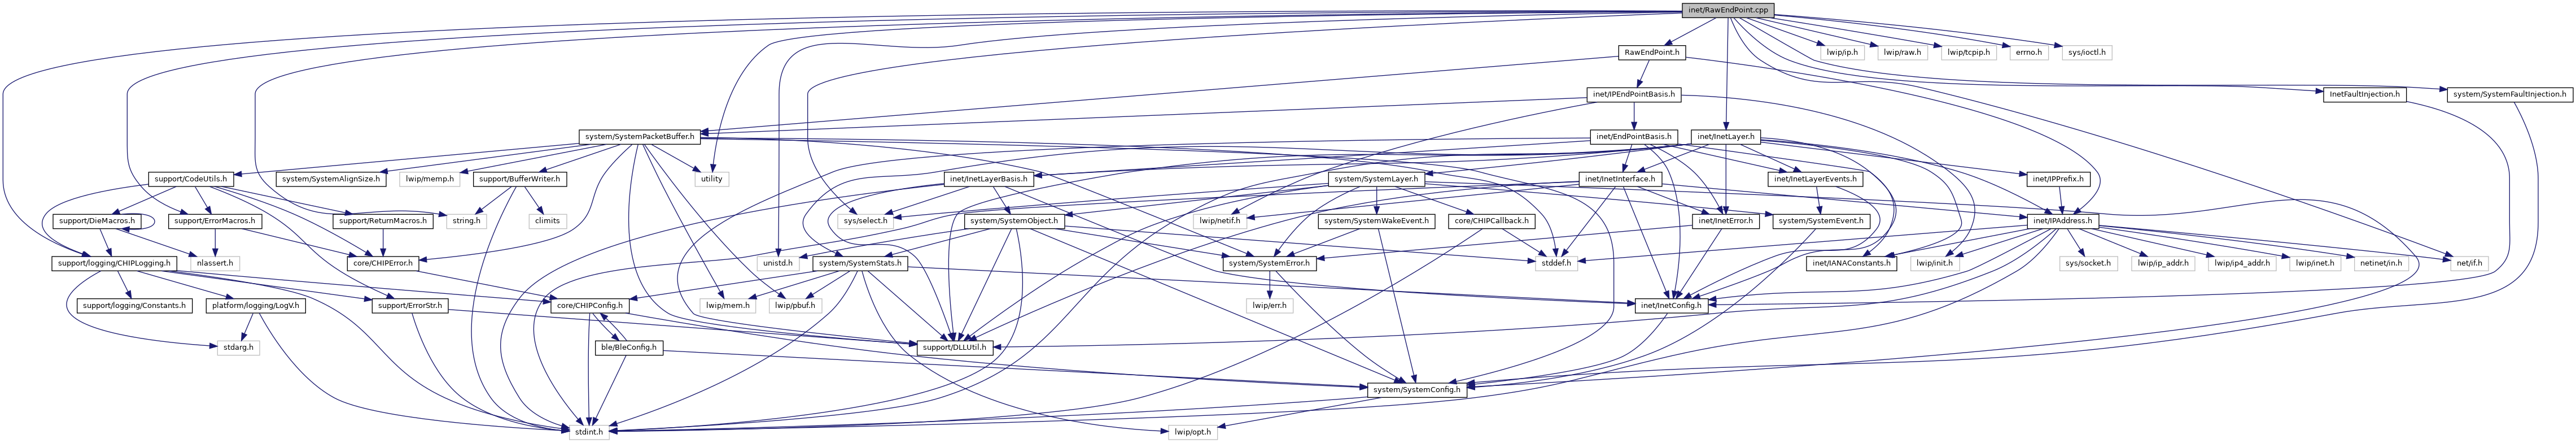 inet/RawEndPoint.cpp
RawEndPoint.h
lwip/ip.h
lwip/raw.h
lwip/tcpip.h
errno.h
sys/ioctl.h
inet/IPEndPointBasis.h
InetFaultInjection.h
system/SystemFaultInjection.h
system/SystemPacketBuffer.h
inet/EndPointBasis.h
inet/InetLayer.h
support/CodeUtils.h
system/SystemAlignSize.h
lwip/memp.h
support/BufferWriter.h
utility
inet/InetLayerBasis.h
system/SystemLayer.h
inet/InetInterface.h
inet/InetLayerEvents.h
inet/IPPrefix.h
support/DieMacros.h
support/ErrorMacros.h
support/ReturnMacros.h
string.h
climits
sys/select.h
system/SystemObject.h
lwip/netif.h
system/SystemWakeEvent.h
core/CHIPCallback.h
inet/InetError.h
system/SystemEvent.h
inet/IPAddress.h
support/logging/CHIPLogging.h
nlassert.h
core/CHIPError.h
unistd.h
system/SystemStats.h
system/SystemError.h
stddef.h
inet/IANAConstants.h
lwip/init.h
sys/socket.h
lwip/ip_addr.h
lwip/ip4_addr.h
lwip/inet.h
netinet/in.h
net/if.h
support/logging/Constants.h
platform/logging/LogV.h
support/ErrorStr.h
core/CHIPConfig.h
lwip/mem.h
lwip/pbuf.h
lwip/err.h
inet/InetConfig.h
stdarg.h
ble/BleConfig.h
support/DLLUtil.h
system/SystemConfig.h
stdint.h
lwip/opt.h